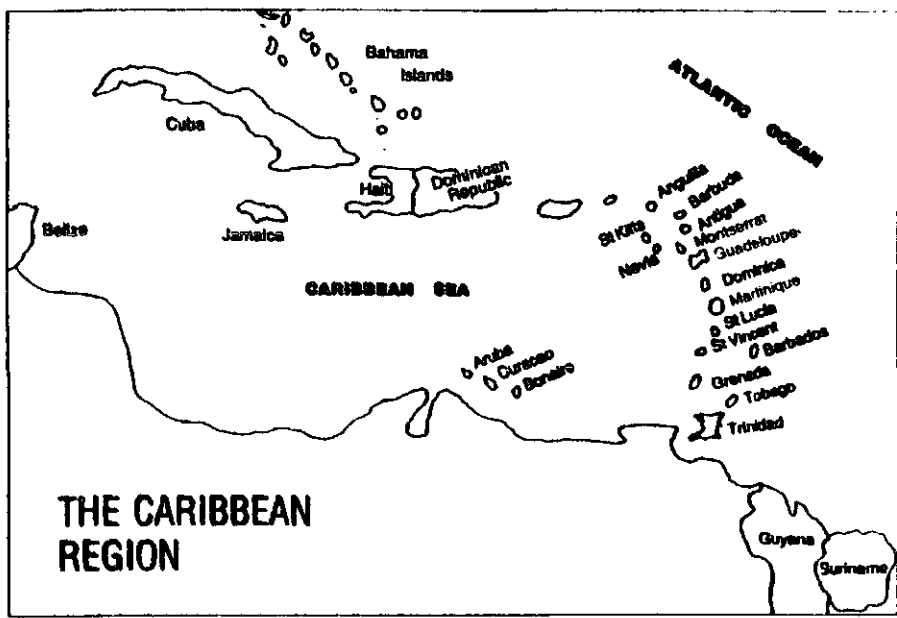 Bahama
Islands
ATLANTIC OCEAN
Cuba
Haiti
Dominican
Republic
Belize
Jamaica
Anguilla
Barbuda
St Kitts
Antigua
Montserrat
Nevis
Guadeloupe
CARIBBEAN SEA
Dominica
Martinique
St Lucia
St Vincent
Barbados
Aruba
Curacao
Bonaire
Grenada
Tobago
Trinidad
THE CARIBBEAN
REGION
Guyana
Suriname